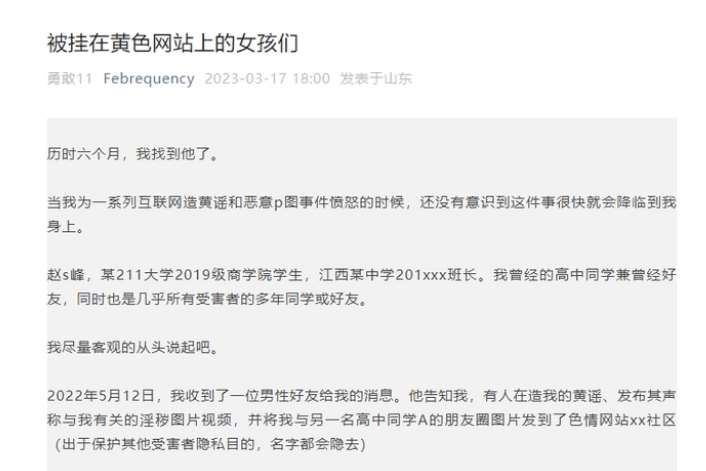 被挂在黄色网站上的女孩们
勇敢11 Febrequency 2023-03-17 18:00 发表于山东
历时六个月，我找到他了。
当我为一系列互联网造黄谣和恶意p图事件愤怒的时候，还没有意识到这件事很快就会降临到我
身上。
赵s峰，某211大学2019级商学院学生，江西某中学201xxx班长。我曾经的高中同学兼曾经好
友，同时也是几乎所有受害者的多年同学或好友。
我尽量客观的从头说起吧。
2022年5月12日，我收到了一位男性好友给我的消息。他告知我，有人在造我的黄谣、发布其声
称与我有关的淫秽图片视频，并将我与另一名高中同学A的朋友圈图片发到了色情网站xx社区
（出于保护其他受害者隐私目的，名字都会隐去）